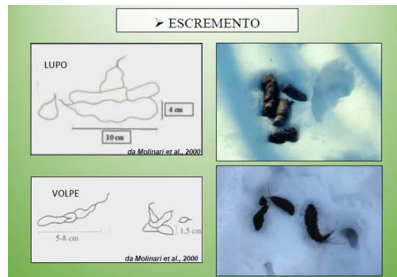 ➢ ESCREMENTO
LUPO
4 cm
10 cm
da Molinari et al., 2000
VOLPE
5-8 cm
1,5 cm
da Molinari et al., 2000